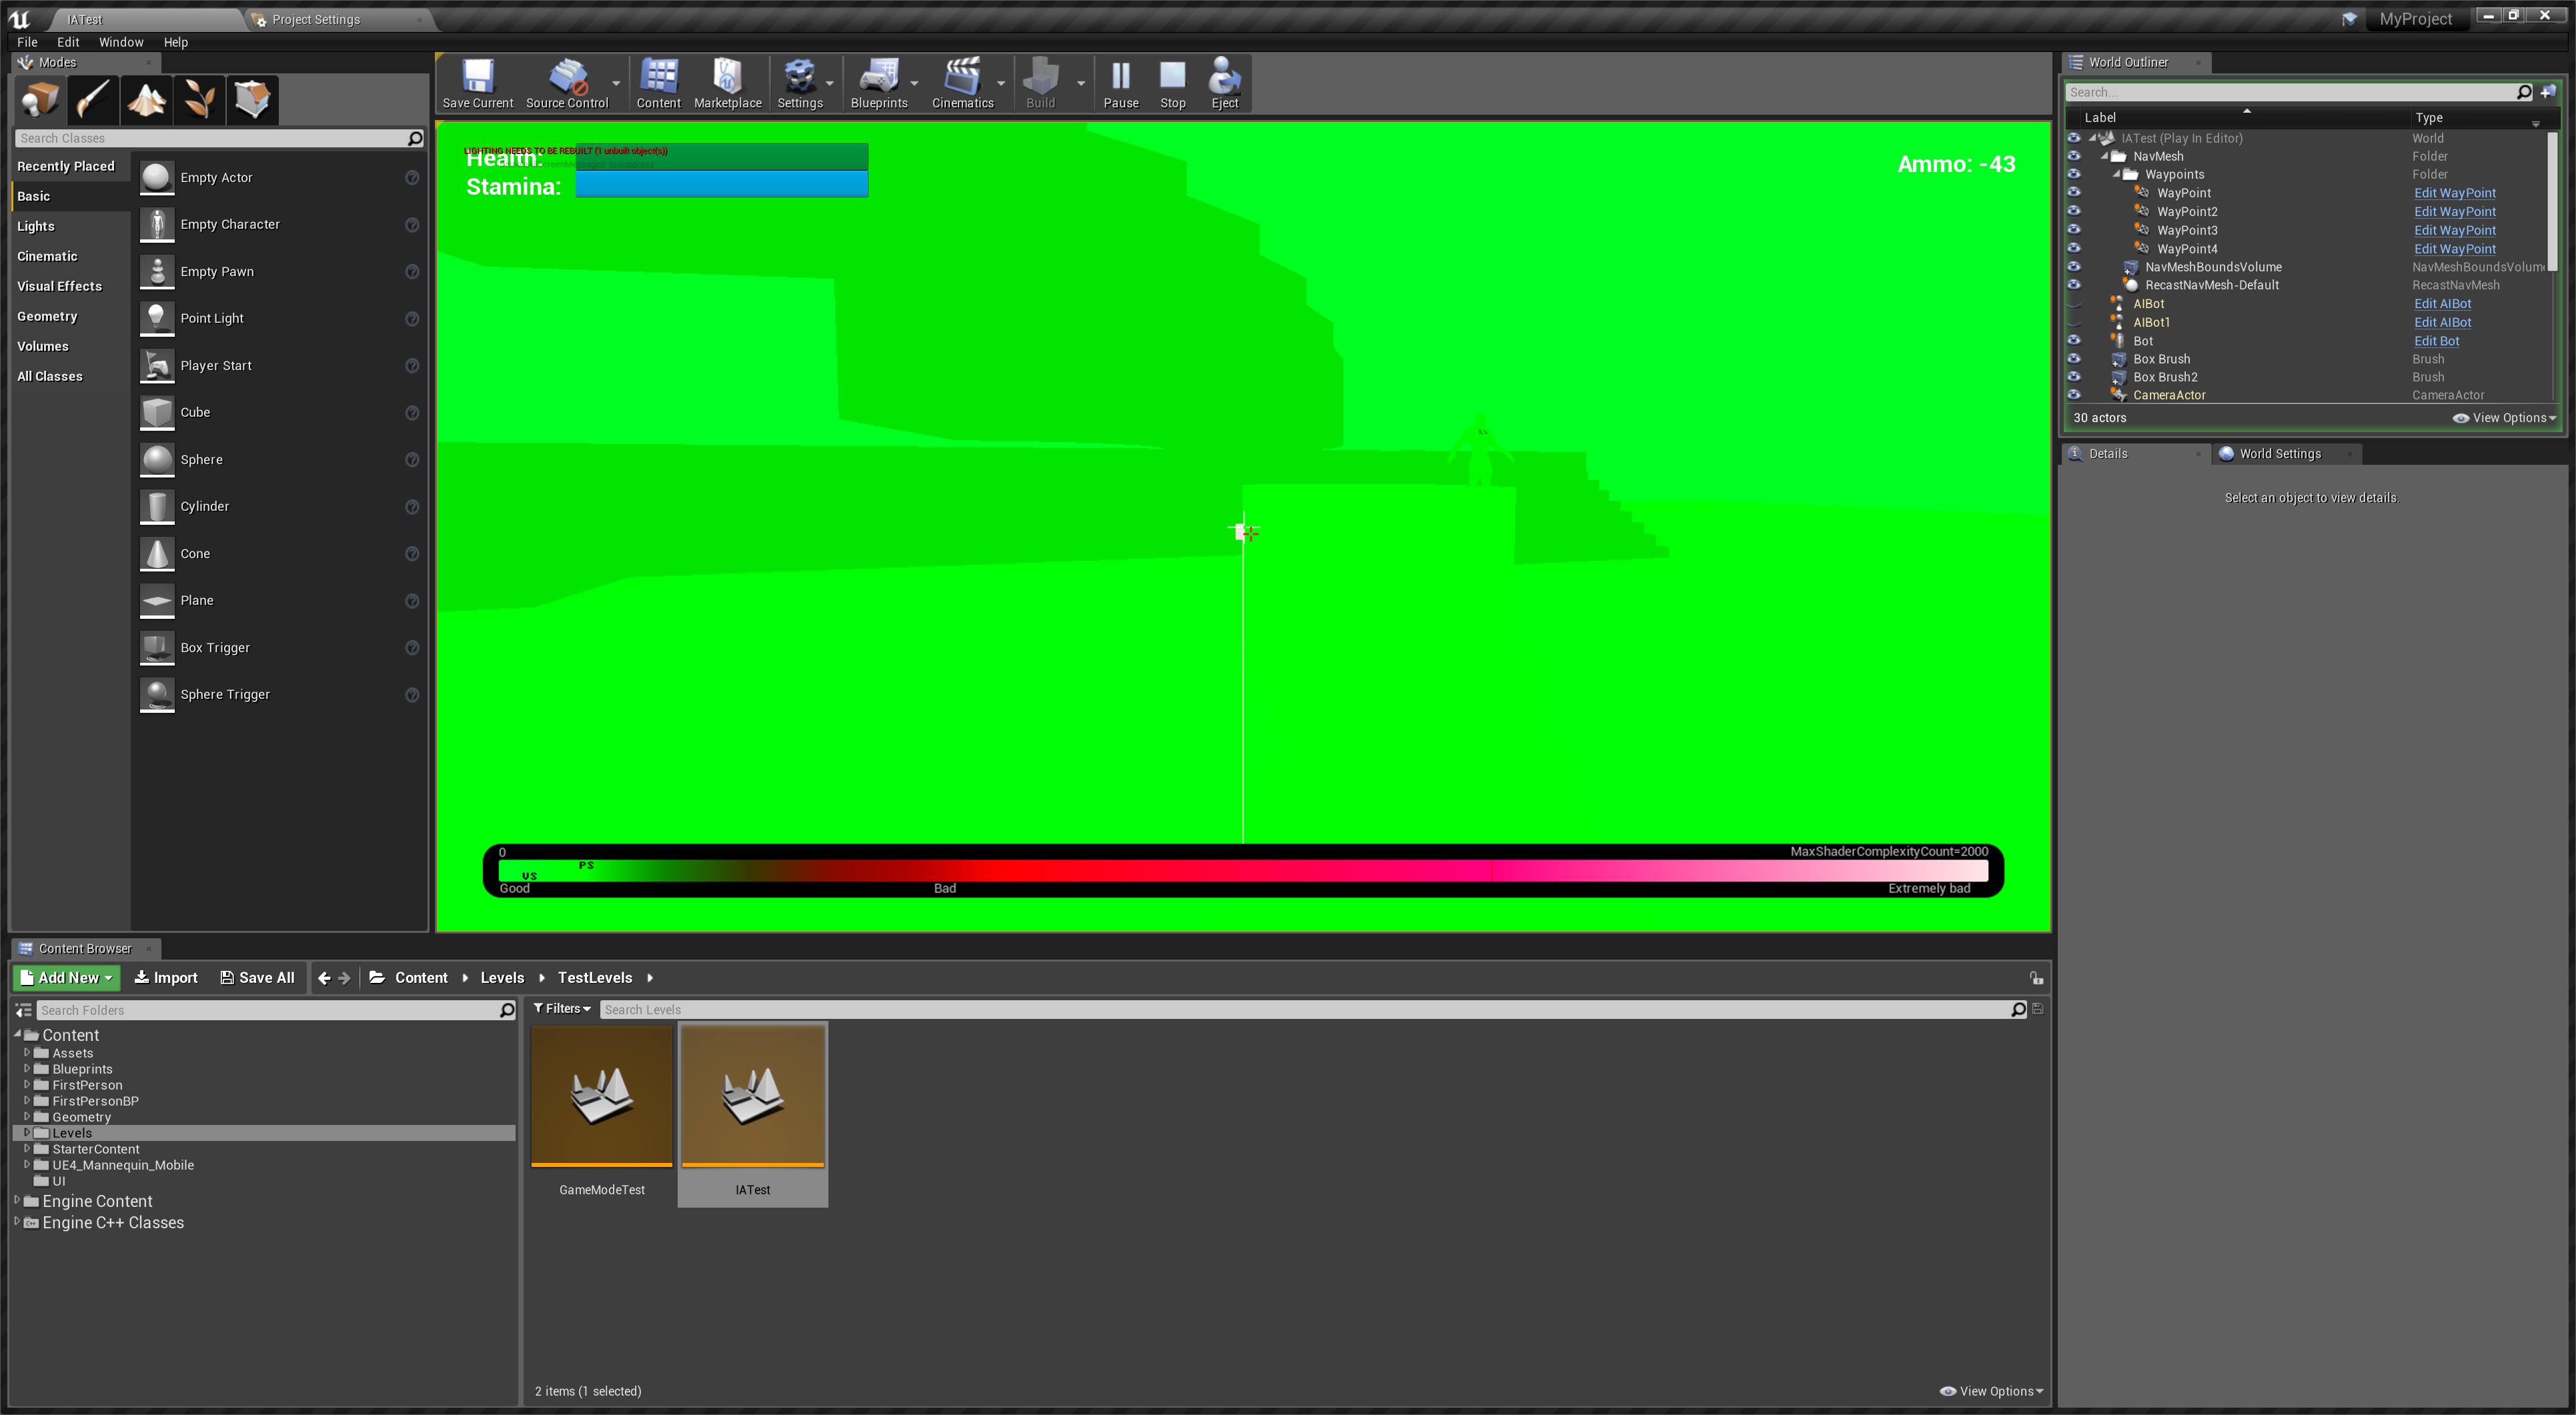 IATest
Project Settings
MyProject
File Edit Window Help
Modes
Search Classes
Recently Placed
Basic
Lights
Cinematic
Visual Effects
Geometry
Volumes
All Classes
Empty Actor
Empty Character
Empty Pawn
Point Light
Player Start
Cube
Sphere
Cylinder
Cone
Plane
Box Trigger
Sphere Trigger
Save Current
Source Control
Content
Marketplace
Settings
Blueprints
Cinematics
Build
Pause
Stop
Eject
LIGHTING NEEDS TO BE REBUILT (1 unbuilt object(s))
Health:
Stamina:
Ammo: -43
0
MaxShaderComplexityCount=2000
PS
VS
Good
Bad
Extremely bad
World Outliner
Search...
Label Type
IATest (Play In Editor) World
NavMesh Folder
Waypoints Folder
WayPoint Edit WayPoint
WayPoint2 Edit WayPoint
WayPoint3 Edit WayPoint
WayPoint4 Edit WayPoint
NavMeshBoundsVolume
RecastNavMesh-Default RecastNavMesh
AIBot Edit AIBot
AIBot1 Edit AIBot
Bot Edit Bot
Box Brush Brush
Box Brush2 Brush
CameraActor CameraActor
30 actors
View Options
Details
World Settings
Select an object to view details.
Content Browser
Add New
Import
Save All
Content
Levels
TestLevels
Search Folders
Content
Assets
Blueprints
FirstPerson
FirstPersonBP
Geometry
Levels
StarterContent
UE4_Mannequin_Mobile
UI
Engine Content
Engine C++ Classes
Filters
Search Levels
GameModeTest
IATest
2 items (1 selected)
View Options